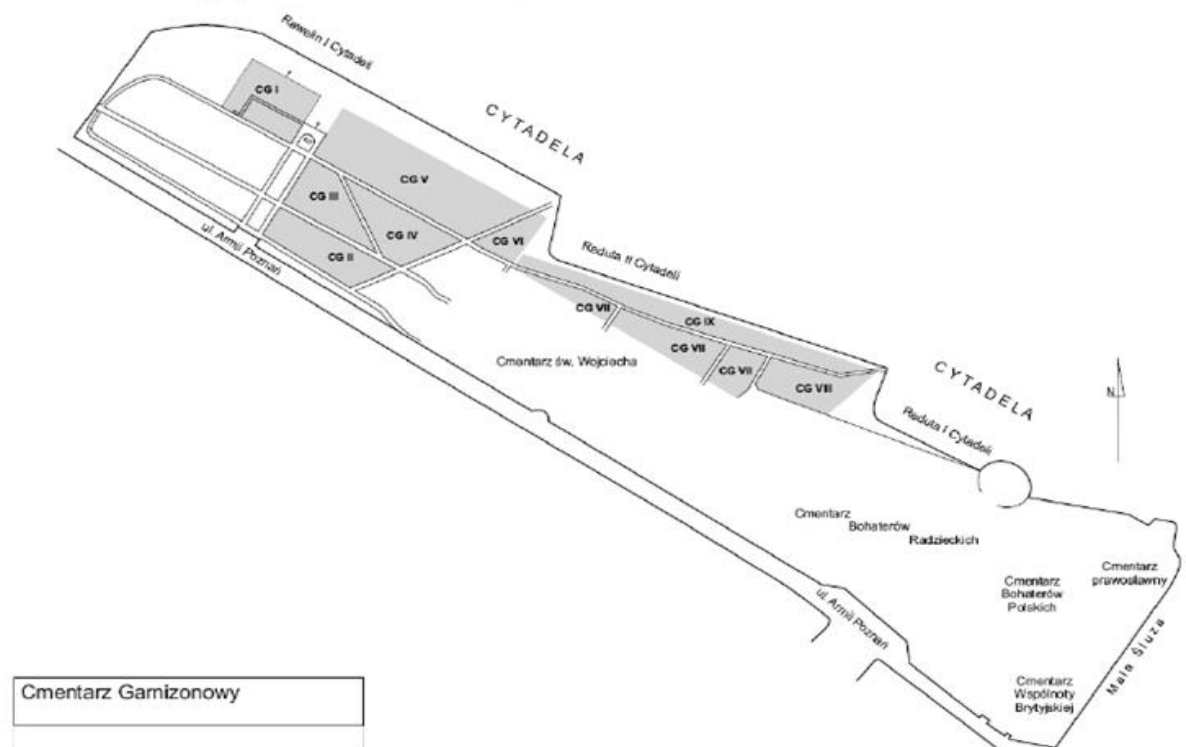 Rawelin I Cytadeli
CYTADELA
CG I
CG V
CG III
CG IV
CG VI
CG II
ul. Armii Poznań
Reduta II Cytadeli
CG VII
CG IX
CG VII
CG VII
CG VIII
Cmentarz św. Wojciecha
CYTADELA
N
Reduta I Cytadeli
Cmentarz
Bohaterów
Radzieckich
Cmentarz
prawosławny
Cmentarz
Bohaterów
Polskich
ul. Armii Poznań
Mała Śluza
Cmentarz
Wspólnoty
Brytyjskiej
Cmentarz Garnizonowy